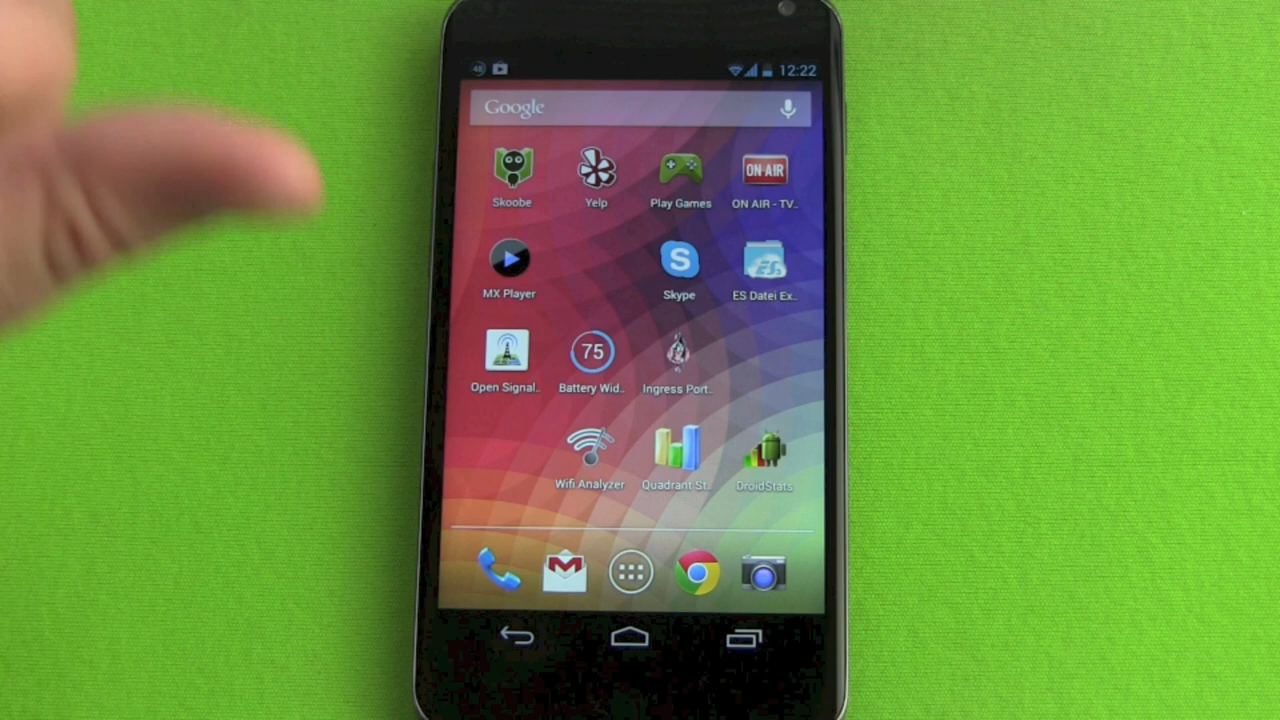 12:22
Google
ON AIR
Skoobe Yelp Play Games ON AIR - TV..
S ES
MX Player Skype ES Datei Ex..
75
Open Signal.. Battery Wid.. Ingress Port..
Wifi Analyzer Quadrant St.. DroidStats